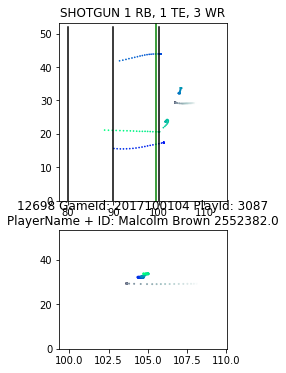 SHOTGUN 1 RB, 1 TE, 3 WR
50
40
30
20
10
0
80 90 100 110
12698 GameId: 2017100104 PlayId: 3087
PlayerName + ID: Malcolm Brown 2552382.0
40
20
0
100.0 102.5 105.0 107.5 110.0